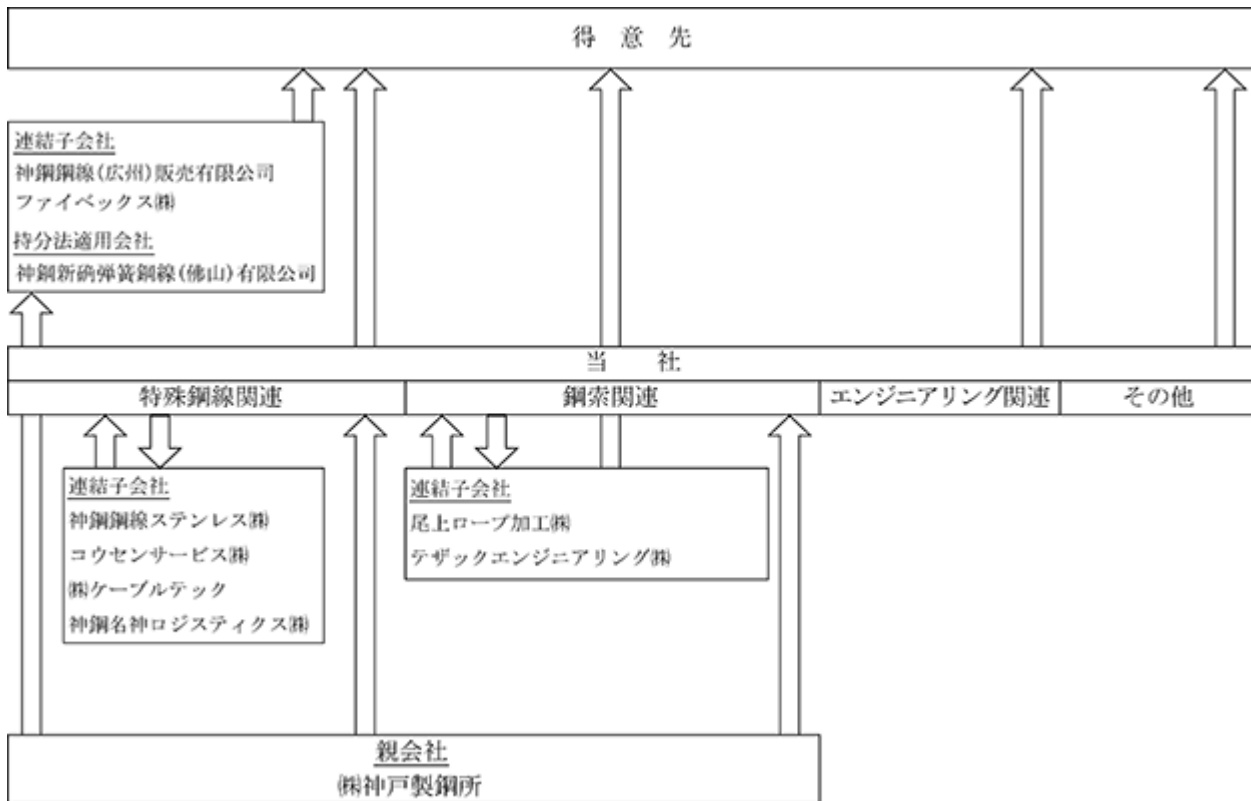 得 意 先
連結子会社
神鋼鋼線(広州)販売有限公司
ファイベックス㈱
持分法適用会社
神鋼新确弾簧鋼線(佛山)有限公司
当 社
特殊鋼線関連
鋼索関連
エンジニアリング関連
その他
連結子会社
神鋼鋼線ステンレス㈱
コウセンサービス㈱
㈱ケーブルテック
神鋼名神ロジスティクス㈱
連結子会社
尾上ロープ加工㈱
テザックエンジニアリング㈱
親会社
㈱神戸製鋼所